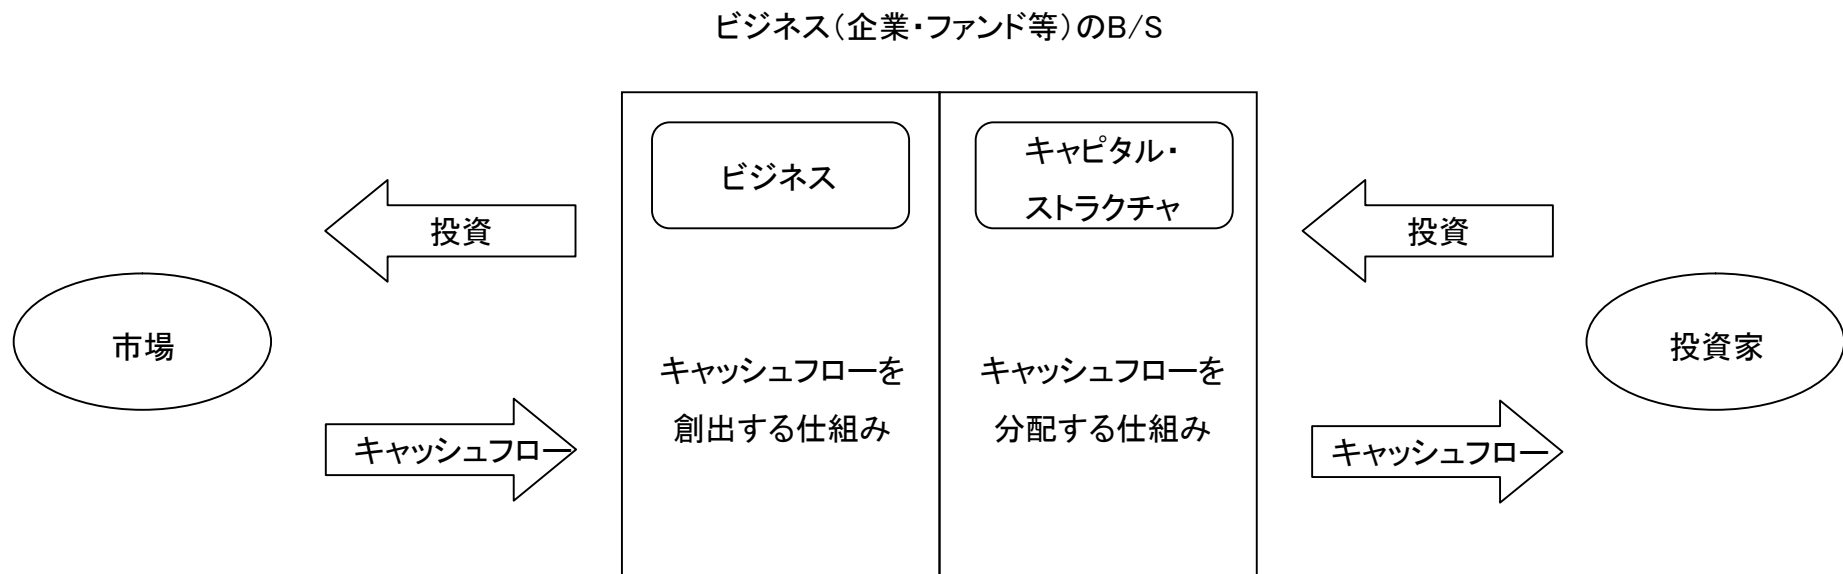 ビジネス(企業・ファンド等)のB/S
ビジネス
キャピタル・
ストラクチャ
投資
投資
市場
キャッシュフローを
創出する仕組み
キャッシュフローを
分配する仕組み
投資家
キャッシュフロー
キャッシュフロー